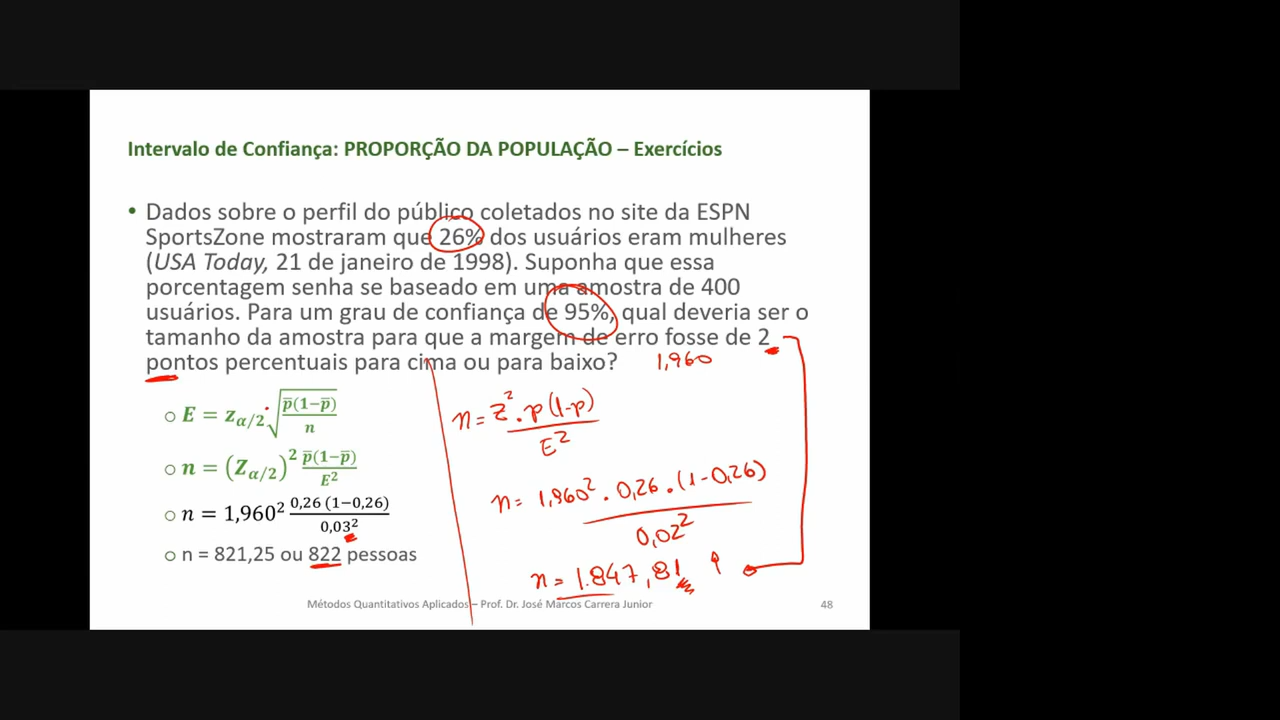 Intervalo de Confiança: PROPORÇÃO DA POPULAÇÃO – Exercícios
• Dados sobre o perfil do público coletados no site da ESPN
SportsZone mostraram que 26% dos usuários eram mulheres
(USA Today, 21 de janeiro de 1998). Suponha que essa
porcentagem senha se baseado em uma amostra de 400
usuários. Para um grau de confiança de 95%, qual deveria ser o
tamanho da amostra para que a margem de erro fosse de 2
pontos percentuais para cima ou para baixo?
1,960
E = z_{α/2} √(p̅(1−p̅)/n)
n = (Z_{α/2})² p̅(1−p̅)/E²
n = 1,960² 0,26 (1−0,26)/0,03²
n = 821,25 ou 822 pessoas
n = z² . p (1-p)/E²
n = 1,960² . 0,26 . (1-0,26)/0,02²
n = 1.847,81
Métodos Quantitativos Aplicados – Prof. Dr. José Marcos Carrera Junior
48